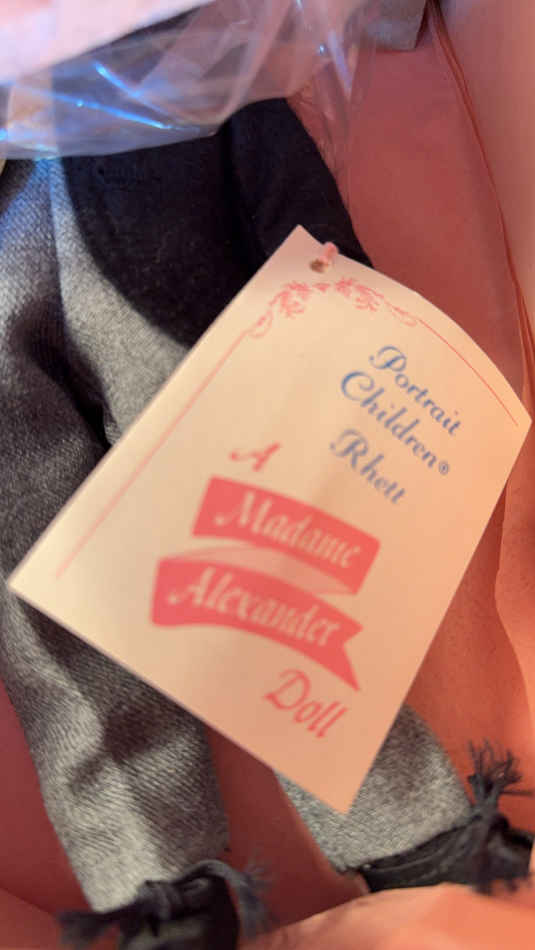 Portrait
Children®
Rhett
A
Madame
Alexander
Doll